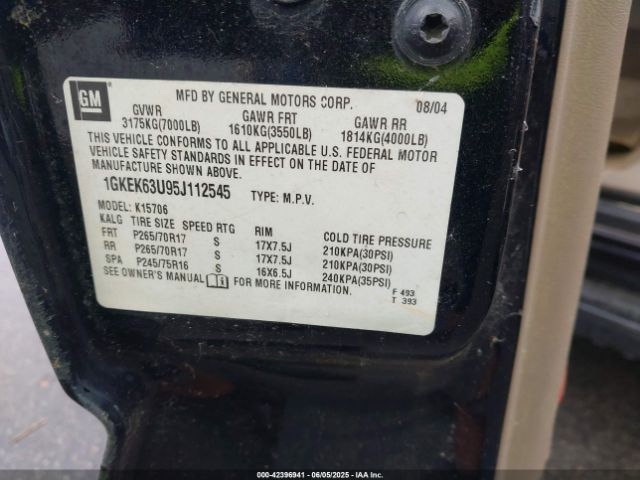 GM
MFD BY GENERAL MOTORS CORP. 08/04
GVWR GAWR FRT GAWR RR
3175KG(7000LB) 1610KG(3550LB) 1814KG(4000LB)
THIS VEHICLE CONFORMS TO ALL APPLICABLE U.S. FEDERAL MOTOR
VEHICLE SAFETY STANDARDS IN EFFECT ON THE DATE OF
MANUFACTURE SHOWN ABOVE.
1GKEK63U95J112545 TYPE: M.P.V.
MODEL: K15706
KALG TIRE SIZE SPEED RTG RIM COLD TIRE PRESSURE
FRT P265/70R17 S 17X7.5J 210KPA(30PSI)
RR P265/70R17 S 17X7.5J 210KPA(30PSI)
SPA P245/75R16 S 16X6.5J 240KPA(35PSI)
SEE OWNER'S MANUAL FOR MORE INFORMATION.
F 493
T 393
000-42396941 - 06/05/2025 - IAA Inc.